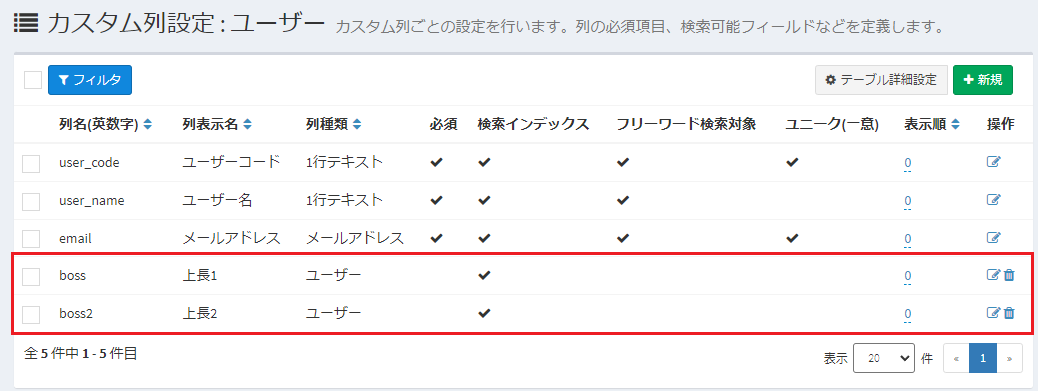 カスタム列設定 : ユーザー カスタム列ごとの設定を行います。列の必須項目、検索可能フィールドなどを定義します。
フィルタ テーブル詳細設定 新規
列名(英数字) 列表示名 列種類 必須 検索インデックス フリーワード検索対象 ユニーク(一意) 表示順 操作
user_code ユーザーコード 1行テキスト 0
user_name ユーザー名 1行テキスト 0
email メールアドレス メールアドレス 0
boss 上長1 ユーザー 0
boss2 上長2 ユーザー 0
全 5 件中 1 - 5 件目 表示 20 件 « 1 »